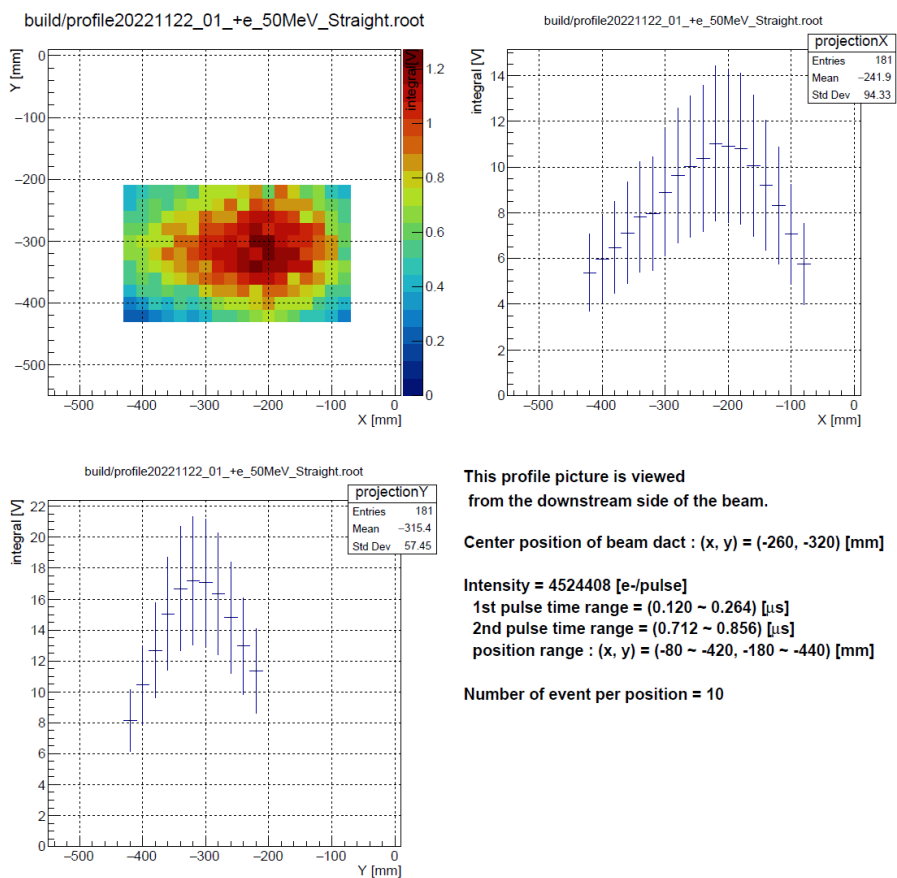 build/profile20221122_01_+e_50MeV_Straight.root
Y [mm]
0
−100
−200
−300
−400
−500
−500 −400 −300 −200 −100 0
X [mm]
integral[V]
1.2
1
0.8
0.6
0.4
0.2
0
build/profile20221122_01_+e_50MeV_Straight.root
projectionX
Entries 181
Mean −241.9
Std Dev 94.33
integral [V]
14
12
10
8
6
4
2
0
−500 −400 −300 −200 −100 0
X [mm]
build/profile20221122_01_+e_50MeV_Straight.root
projectionY
Entries 181
Mean −315.4
Std Dev 57.45
integral [V]
22
20
18
16
14
12
10
8
6
4
2
0
−500 −400 −300 −200 −100 0
Y [mm]
This profile picture is viewed
from the downstream side of the beam.
Center position of beam dact : (x, y) = (-260, -320) [mm]
Intensity = 4524408 [e-/pulse]
1st pulse time range = (0.120 ~ 0.264) [μs]
2nd pulse time range = (0.712 ~ 0.856) [μs]
position range : (x, y) = (-80 ~ -420, -180 ~ -440) [mm]
Number of event per position = 10